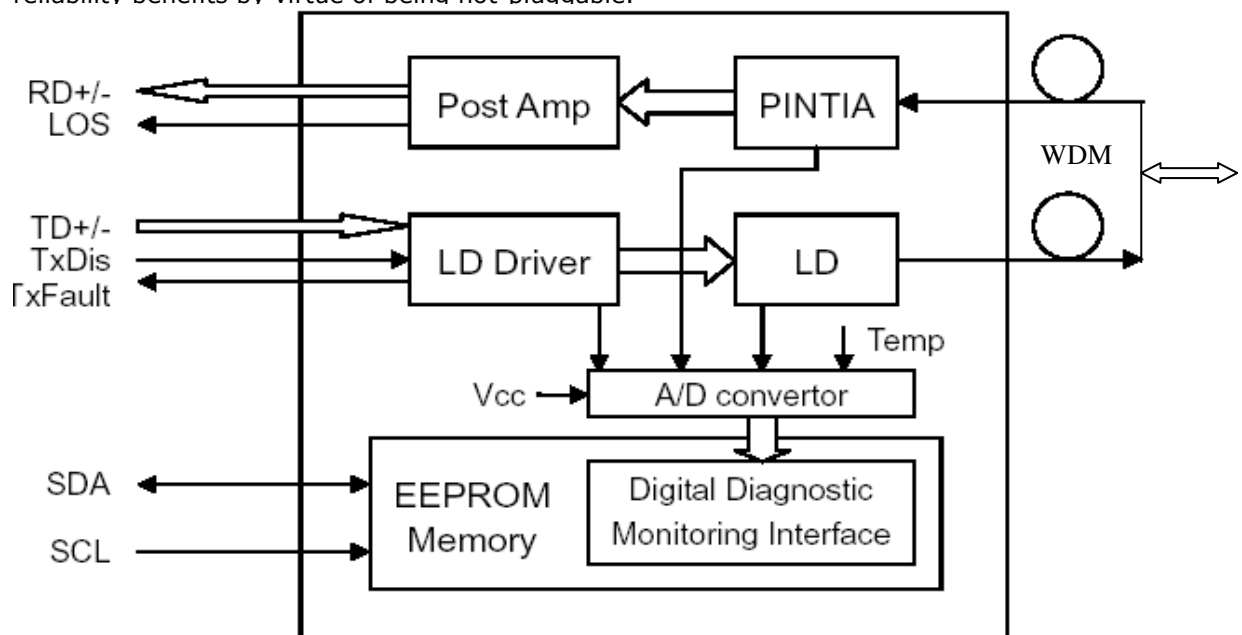 reliability benefits by virtue of being hot-pluggable.
RD+/-
LOS
Post Amp
PINTIA
WDM
TD+/-
TxDis
TxFault
LD Driver
LD
Temp
Vcc
A/D convertor
SDA
SCL
EEPROM
Memory
Digital Diagnostic
Monitoring Interface